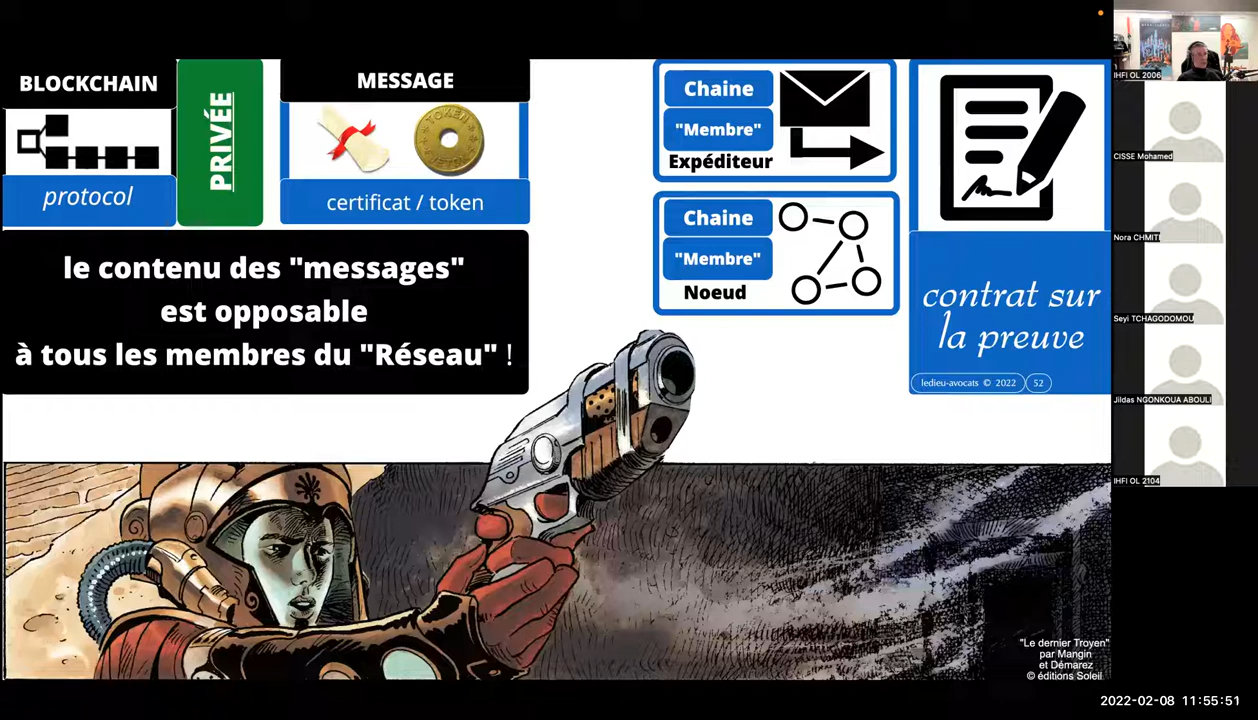 BLOCKCHAIN
protocol
PRIVÉE
MESSAGE
TOKEN
certificat / token
le contenu des "messages"
est opposable
à tous les membres du "Réseau" !
Chaine
"Membre"
Expéditeur
Chaine
"Membre"
Noeud
contrat sur
la preuve
ledieu-avocats © 2022
52
"Le dernier Troyen"
par Mangin
et Démarez
© éditions Soleil
IHFI OL 2006
CISSE Mohamed
Nora CHMITI
Seyi TCHAGODOMOU
Jildas NGONKOUA ABOULI
IHFI OL 2104
2022-02-08 11:55:51